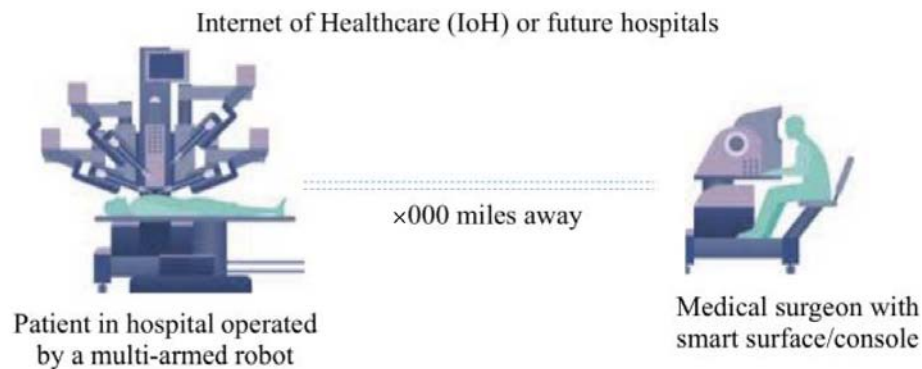 Internet of Healthcare (IoH) or future hospitals
×000 miles away
Patient in hospital operated
by a multi-armed robot
Medical surgeon with
smart surface/console